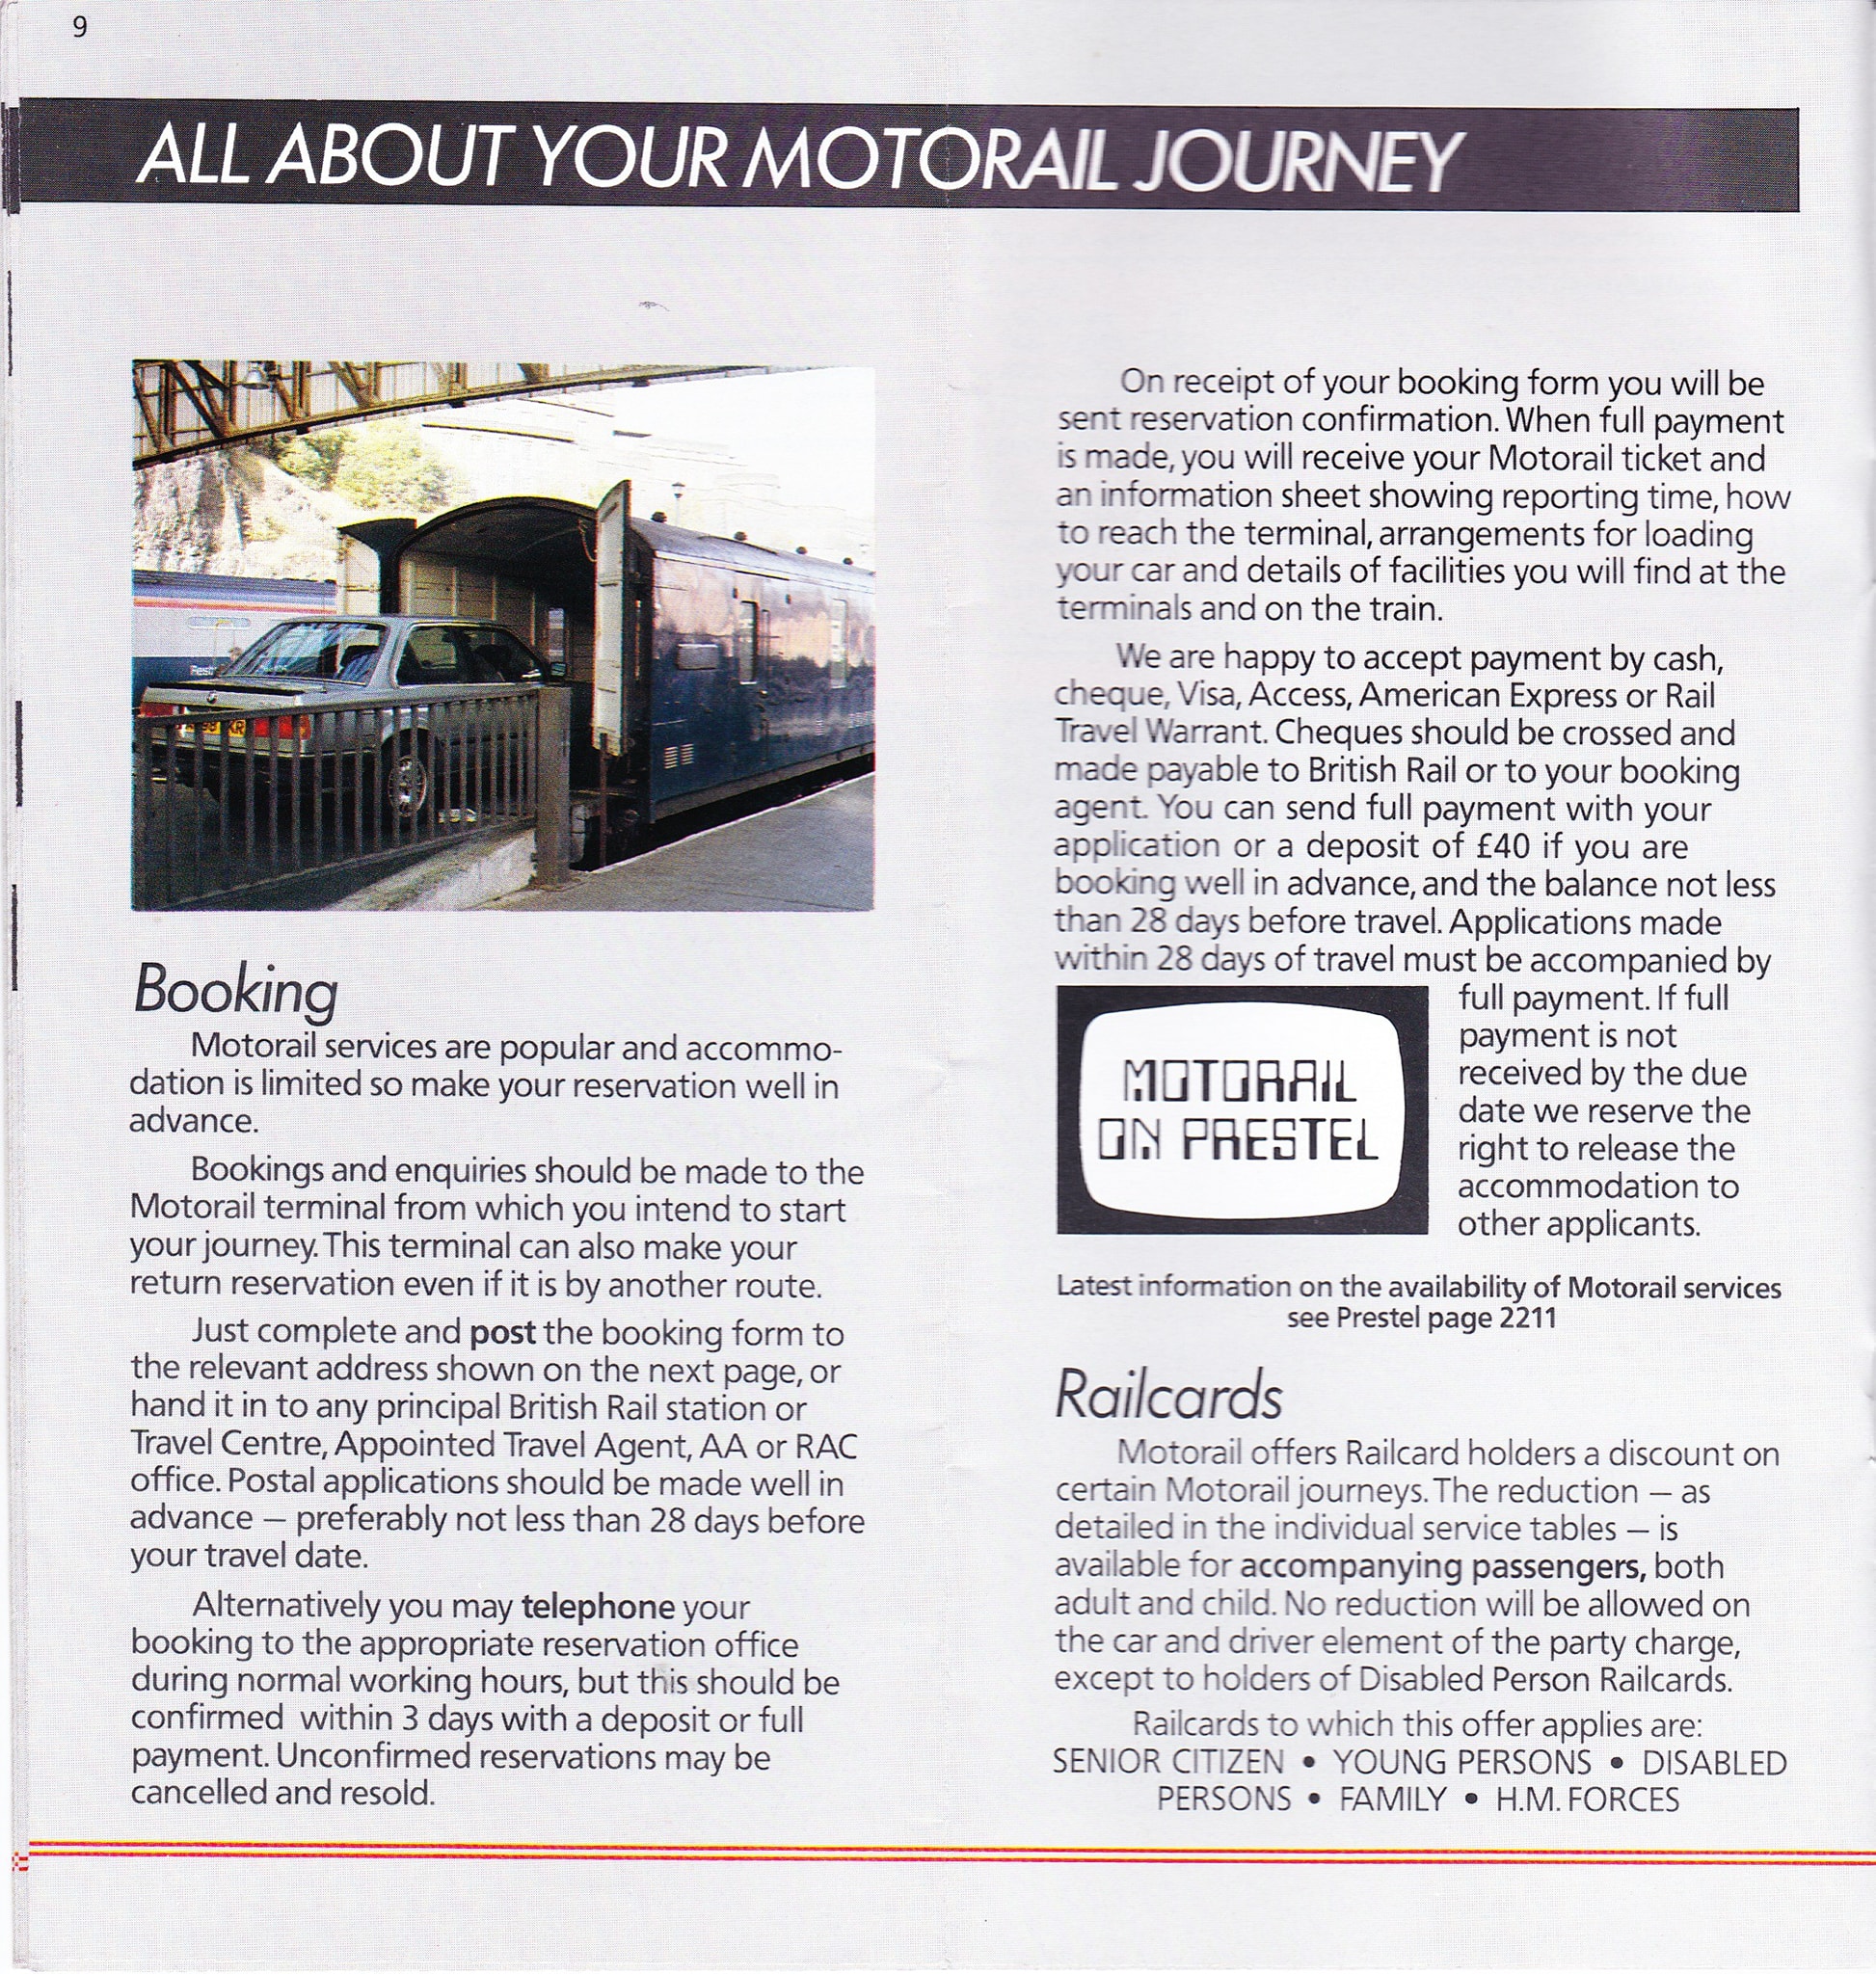 9
ALL ABOUT YOUR MOTORAIL JOURNEY
Booking
Motorail services are popular and accommo-
dation is limited so make your reservation well in
advance.
Bookings and enquiries should be made to the
Motorail terminal from which you intend to start
your journey. This terminal can also make your
return reservation even if it is by another route.
Just complete and post the booking form to
the relevant address shown on the next page, or
hand it in to any principal British Rail station or
Travel Centre, Appointed Travel Agent, AA or RAC
office. Postal applications should be made well in
advance – preferably not less than 28 days before
your travel date.
Alternatively you may telephone your
booking to the appropriate reservation office
during normal working hours, but this should be
confirmed within 3 days with a deposit or full
payment. Unconfirmed reservations may be
cancelled and resold.
On receipt of your booking form you will be
sent reservation confirmation. When full payment
is made, you will receive your Motorail ticket and
an information sheet showing reporting time, how
to reach the terminal, arrangements for loading
your car and details of facilities you will find at the
terminals and on the train.
We are happy to accept payment by cash,
cheque, Visa, Access, American Express or Rail
Travel Warrant. Cheques should be crossed and
made payable to British Rail or to your booking
agent. You can send full payment with your
application or a deposit of £40 if you are
booking well in advance, and the balance not less
than 28 days before travel. Applications made
within 28 days of travel must be accompanied by
full payment. If full
payment is not
received by the due
date we reserve the
right to release the
accommodation to
other applicants.
MOTORAIL
ON PRESTEL
Latest information on the availability of Motorail services
see Prestel page 2211
Railcards
Motorail offers Railcard holders a discount on
certain Motorail journeys. The reduction – as
detailed in the individual service tables – is
available for accompanying passengers, both
adult and child. No reduction will be allowed on
the car and driver element of the party charge,
except to holders of Disabled Person Railcards.
Railcards to which this offer applies are:
SENIOR CITIZEN • YOUNG PERSONS • DISABLED
PERSONS • FAMILY • H.M. FORCES